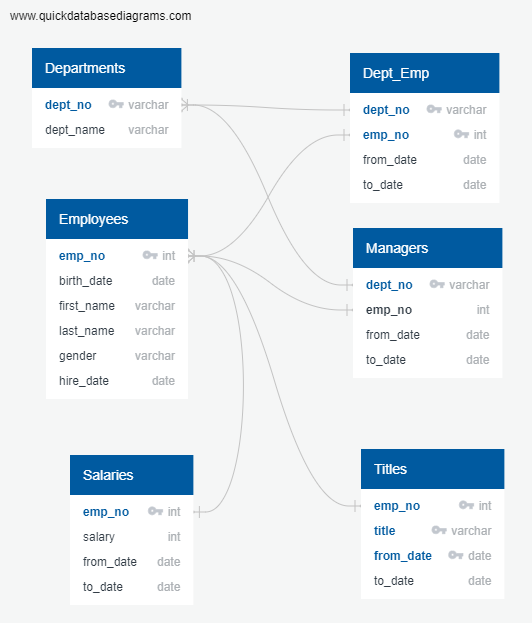 www.quickdatabasediagrams.com
Departments
dept_no varchar
dept_name varchar
Dept_Emp
dept_no varchar
emp_no int
from_date date
to_date date
Employees
emp_no int
birth_date date
first_name varchar
last_name varchar
gender varchar
hire_date date
Managers
dept_no varchar
emp_no int
from_date date
to_date date
Salaries
emp_no int
salary int
from_date date
to_date date
Titles
emp_no int
title varchar
from_date date
to_date date